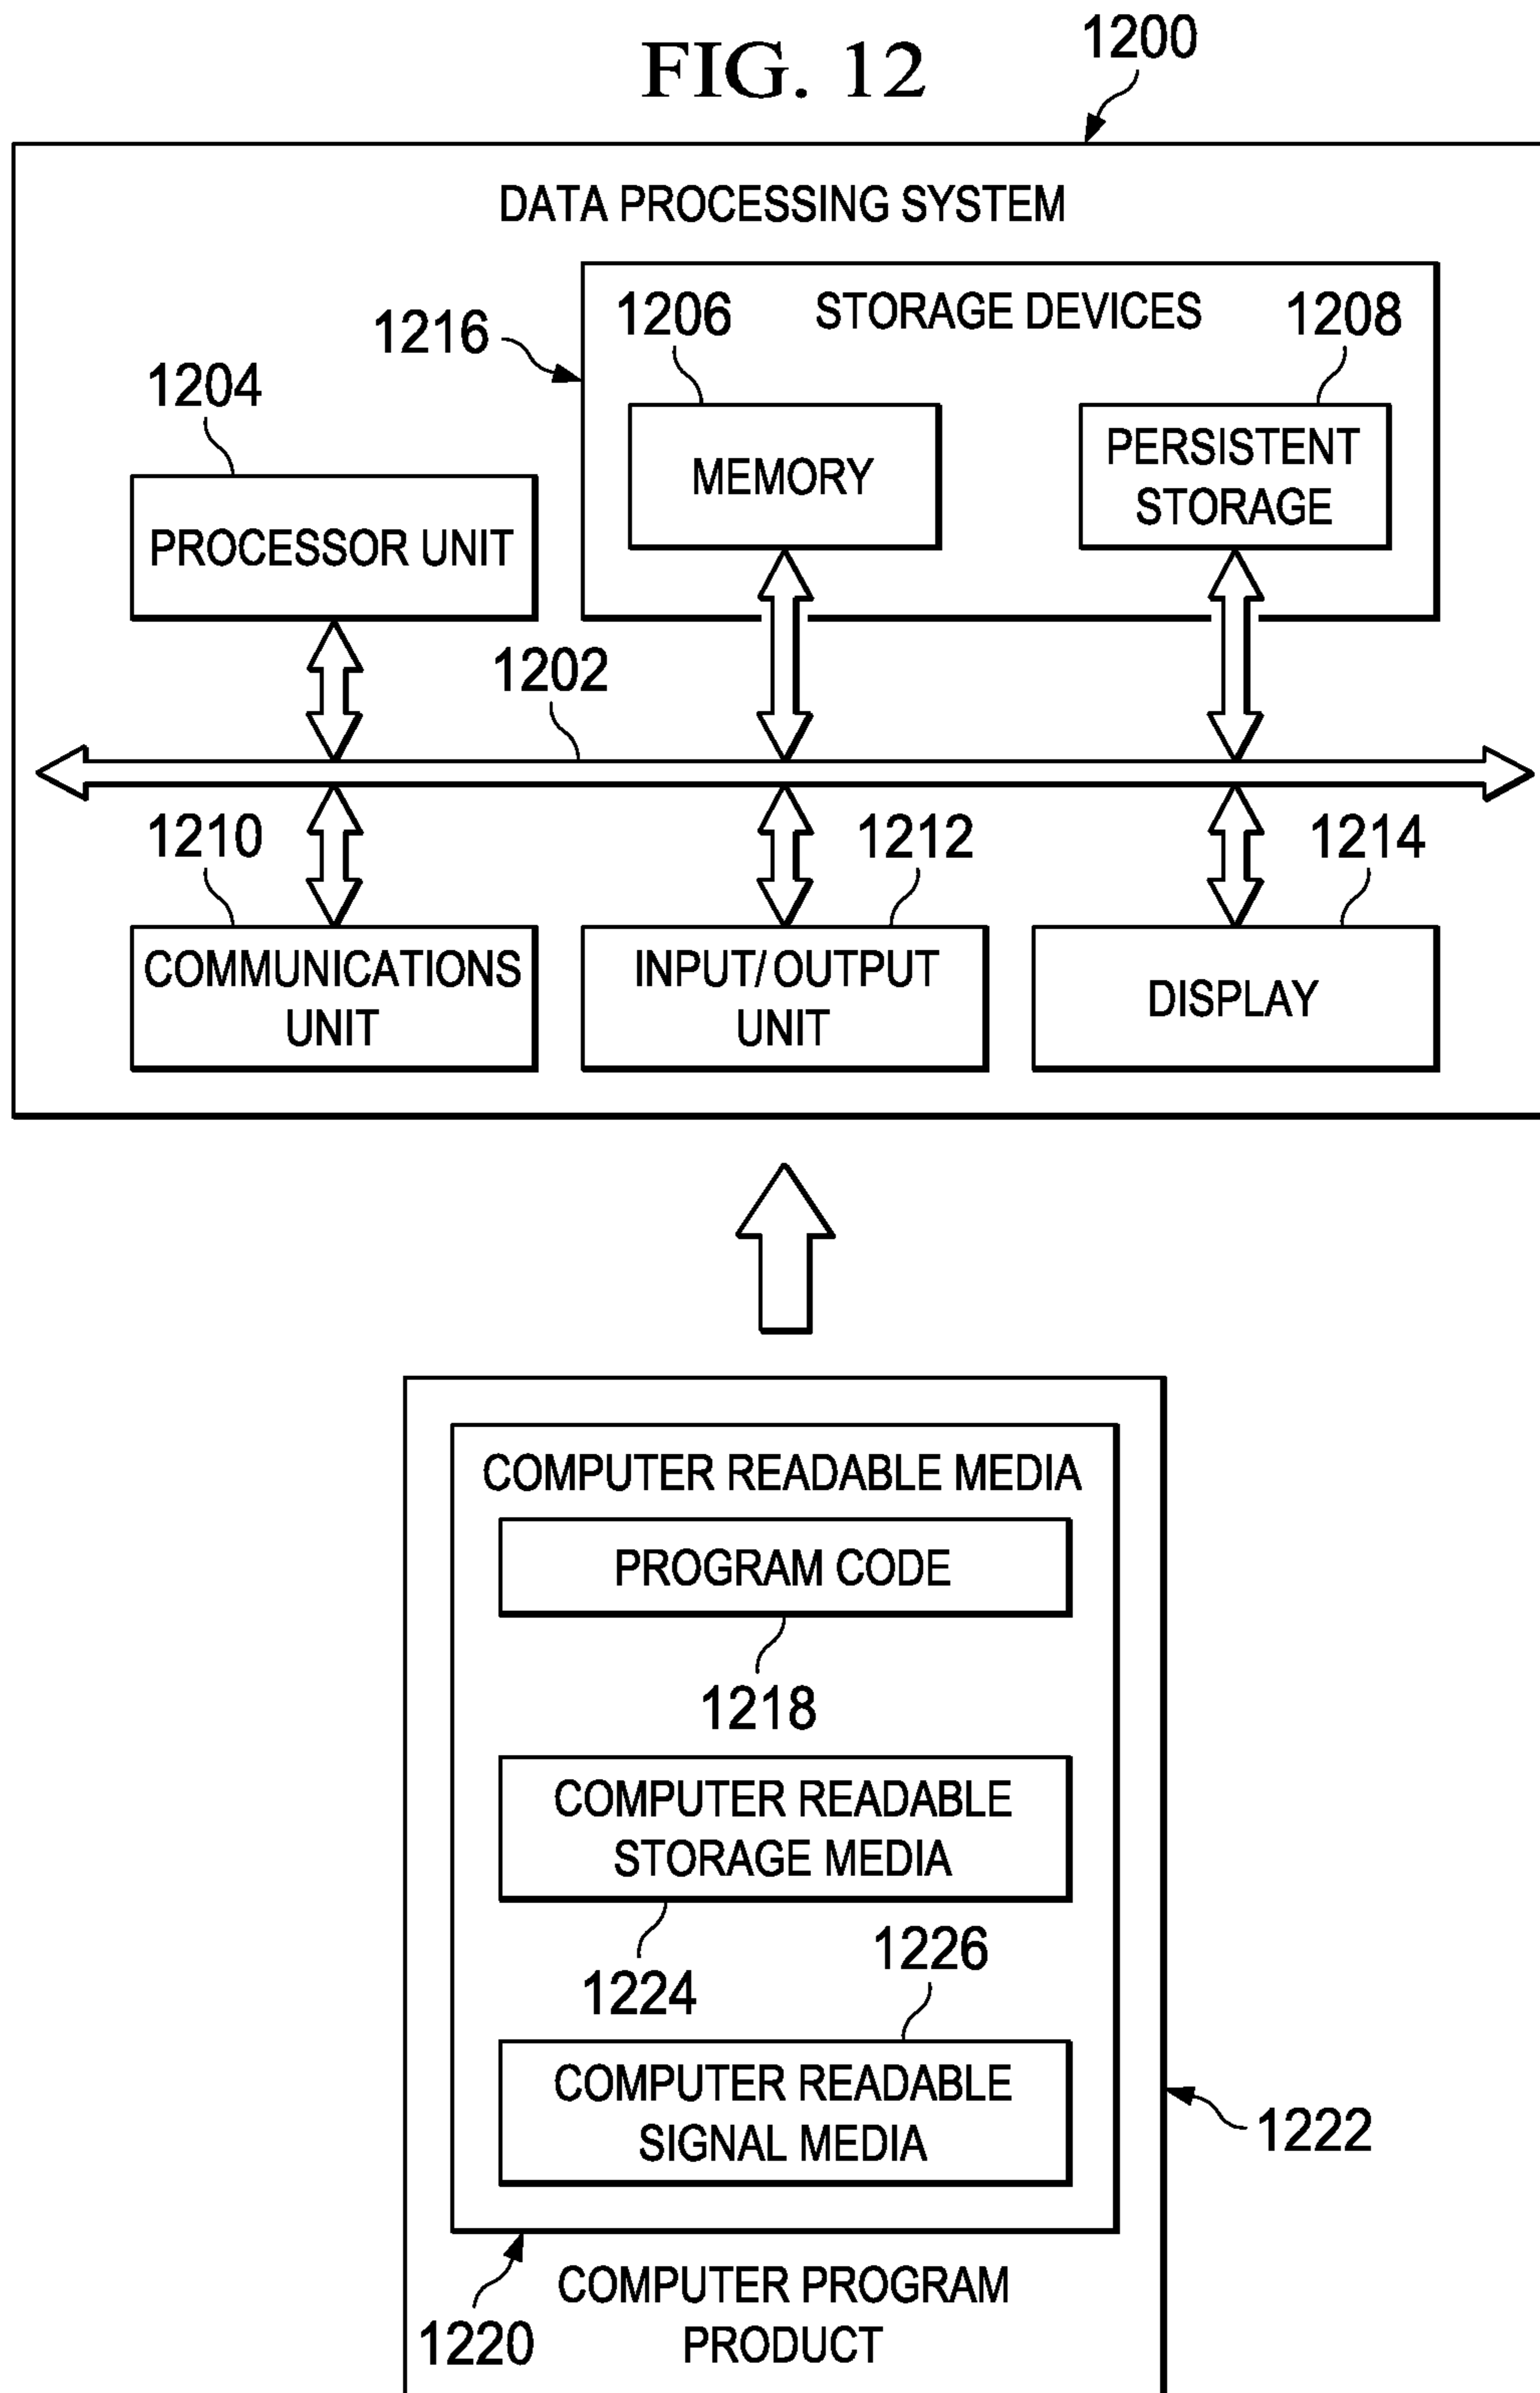 FIG. 12
1200
DATA PROCESSING SYSTEM
1216
1206
STORAGE DEVICES
1208
1204
MEMORY
PERSISTENT
STORAGE
PROCESSOR UNIT
1202
1210
1212
1214
COMMUNICATIONS
UNIT
INPUT/OUTPUT
UNIT
DISPLAY
COMPUTER READABLE MEDIA
PROGRAM CODE
1218
COMPUTER READABLE
STORAGE MEDIA
1224
1226
COMPUTER READABLE
SIGNAL MEDIA
1222
1220
COMPUTER PROGRAM
PRODUCT